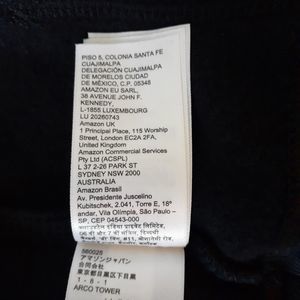 PISO 5, COLONIA SANTA FE
CUAJIMALPA
DELEGACIÓN CUAJIMALPA
DE MORELOS CIUDAD
DE MÉXICO, C.P. 05348
AMAZON EU SARL,
38 AVENUE JOHN F.
KENNEDY,
L-1855 LUXEMBOURG
LU 20260743
Amazon UK
1 Principal Place, 115 Worship
Street, London EC2A 2FA.
United Kingdom
Amazon Commercial Services
Pty Ltd (ACSPL)
L 37 2-26 PARK ST
SYDNEY NSW 2000
AUSTRALIA
Amazon Brasil
Av. Presidente Juscelino
Kubitschek, 2.041, Torre E, 18º
andar, Vila Olímpia, São Paulo
- SP, CEP 04543-000
इंडिया प्राइवेट लिमिटेड,
560025
アマゾンジャパン
合同会社
東京都目黒区下目黒
1-8-1
ARCO TOWER